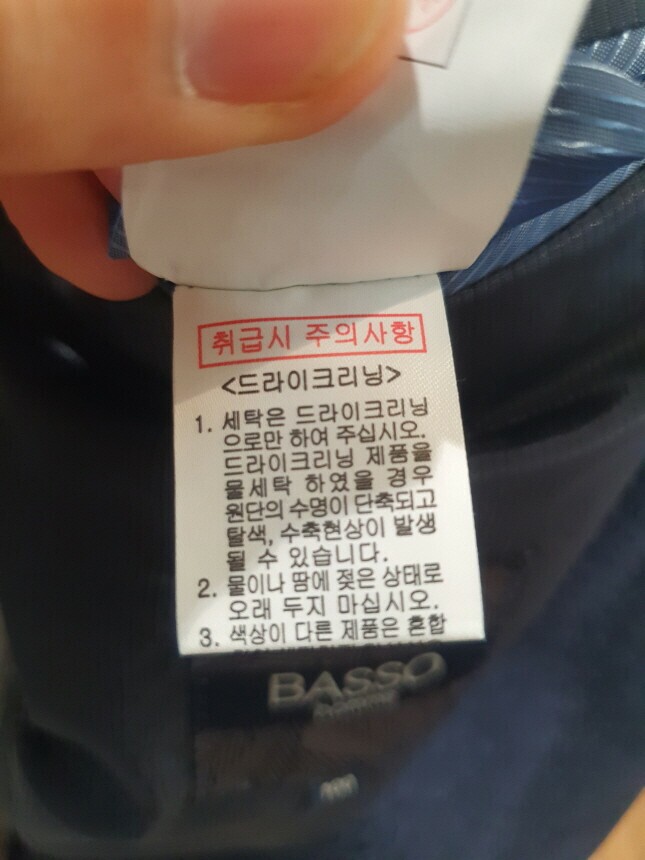 취급시 주의사항
<드라이크리닝>
1. 세탁은 드라이크리닝
으로만 하여 주십시오.
드라이크리닝 제품을
물세탁 하였을 경우
원단의 수명이 단축되고
탈색, 수축현상이 발생
될 수 있습니다.
2. 물이나 땀에 젖은 상태로
오래 두지 마십시오.
3. 색상이 다른 제품은 혼합
BASSO